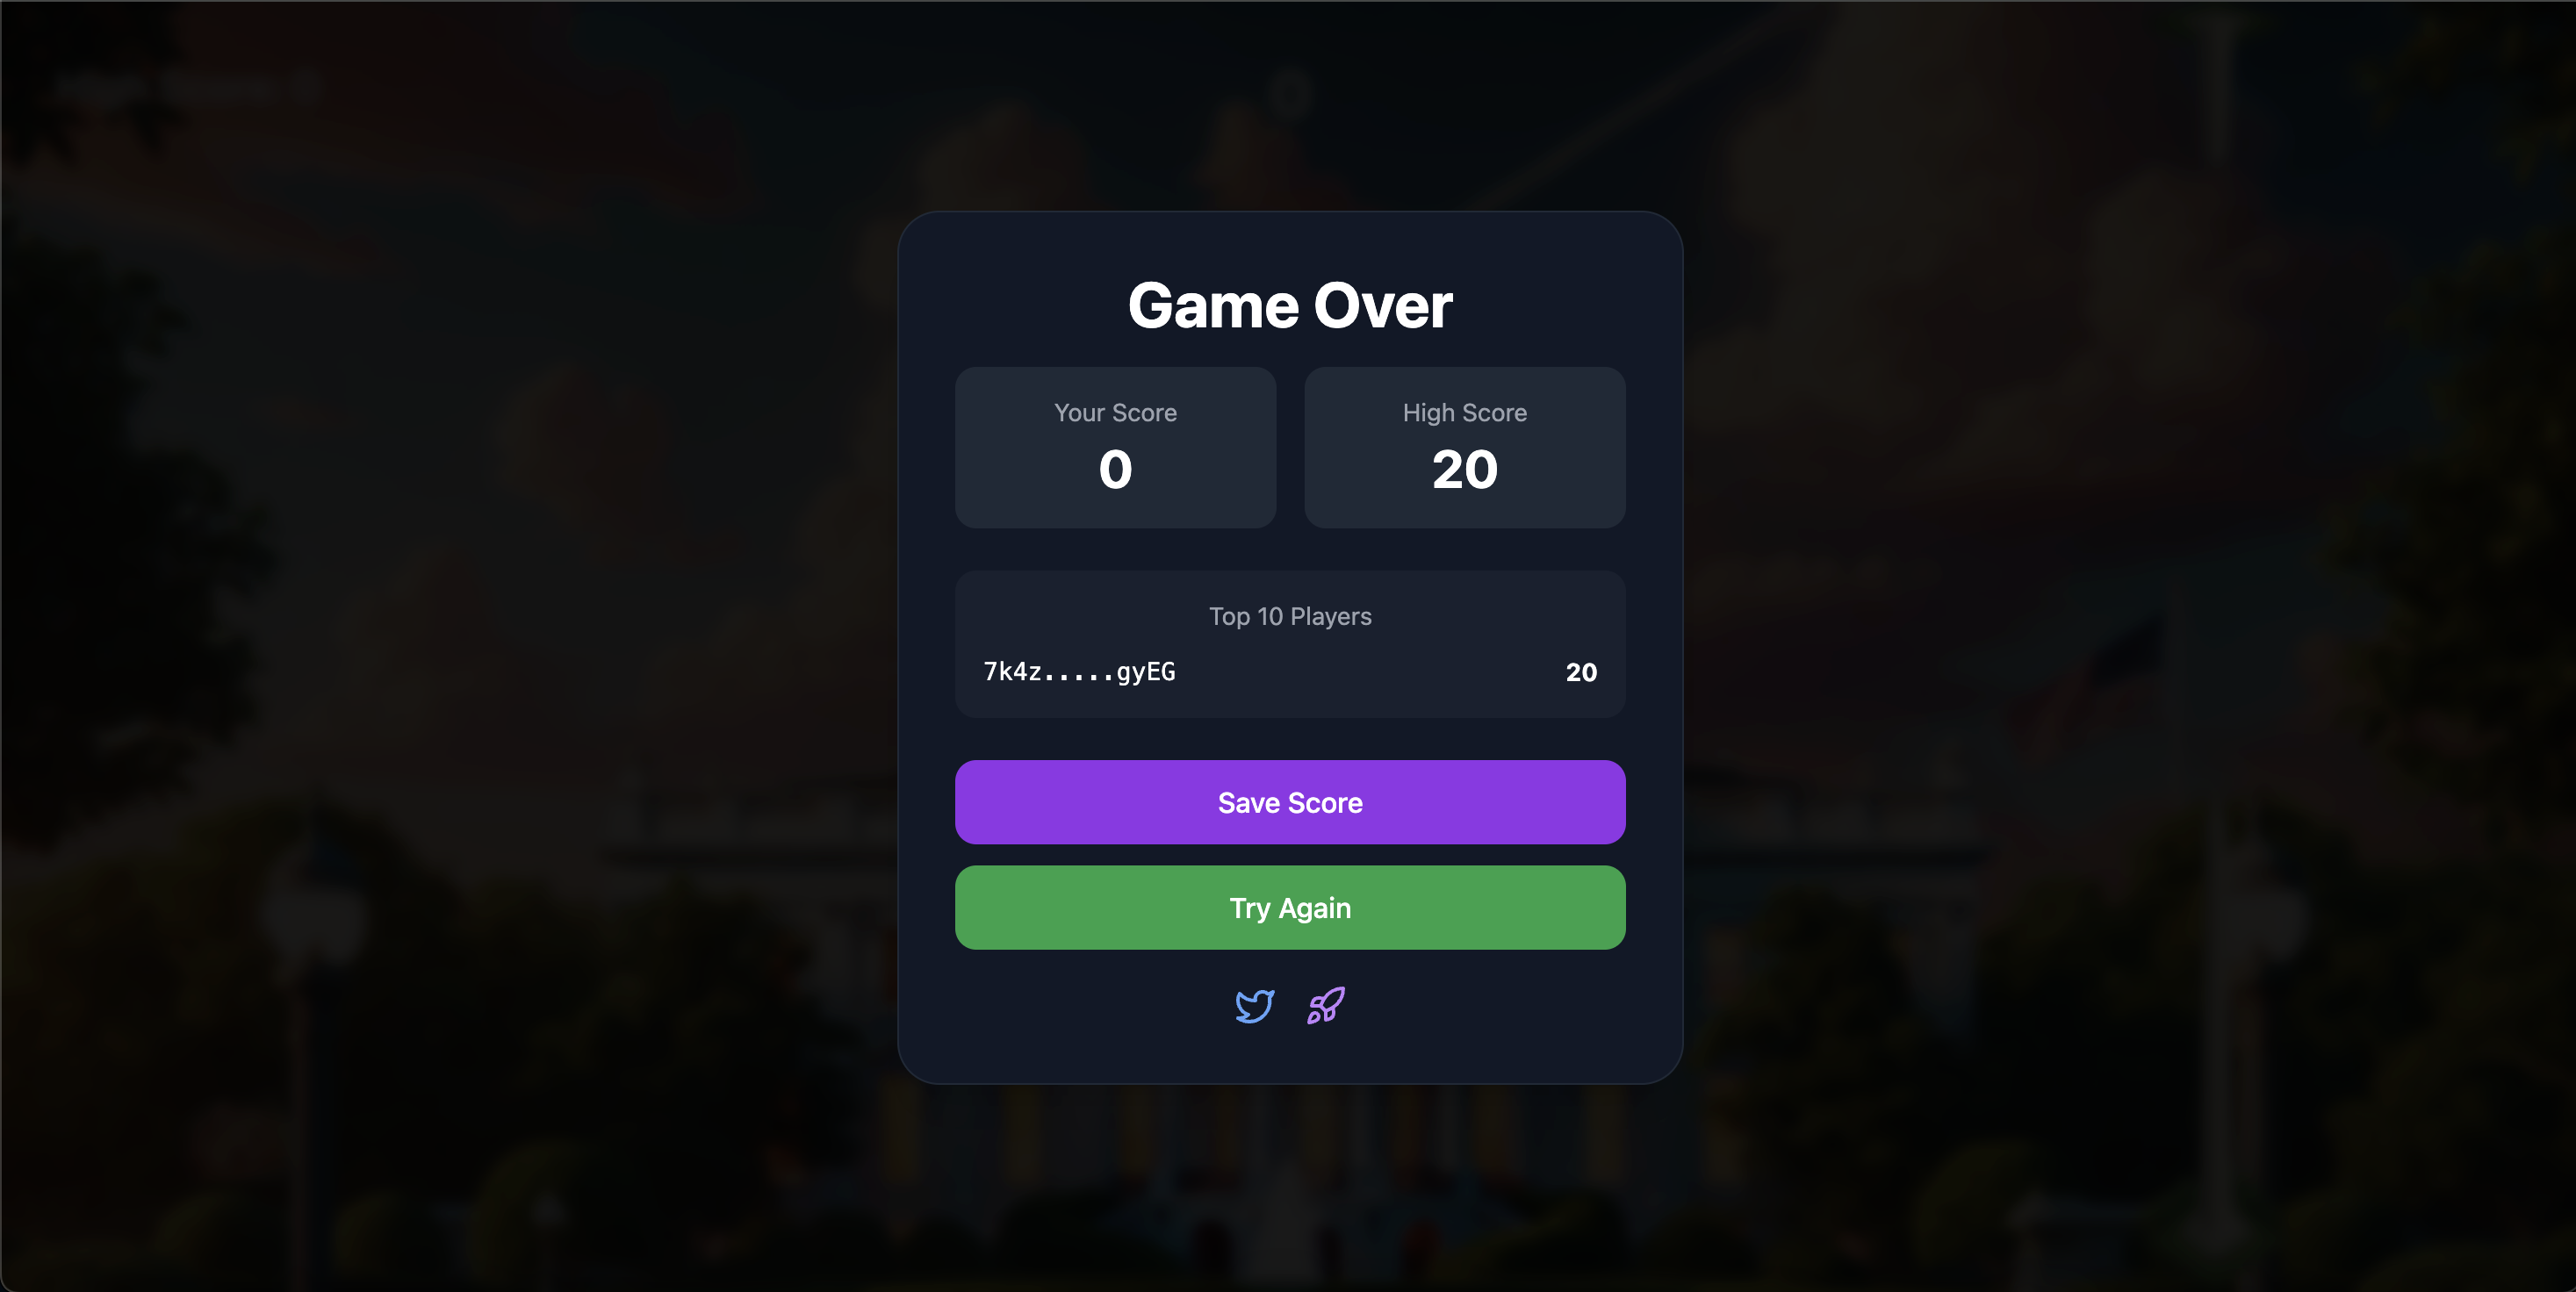 Game Over
Your Score
High Score
0
20
Top 10 Players
7k4z.....gyEG
20
Save Score
Try Again